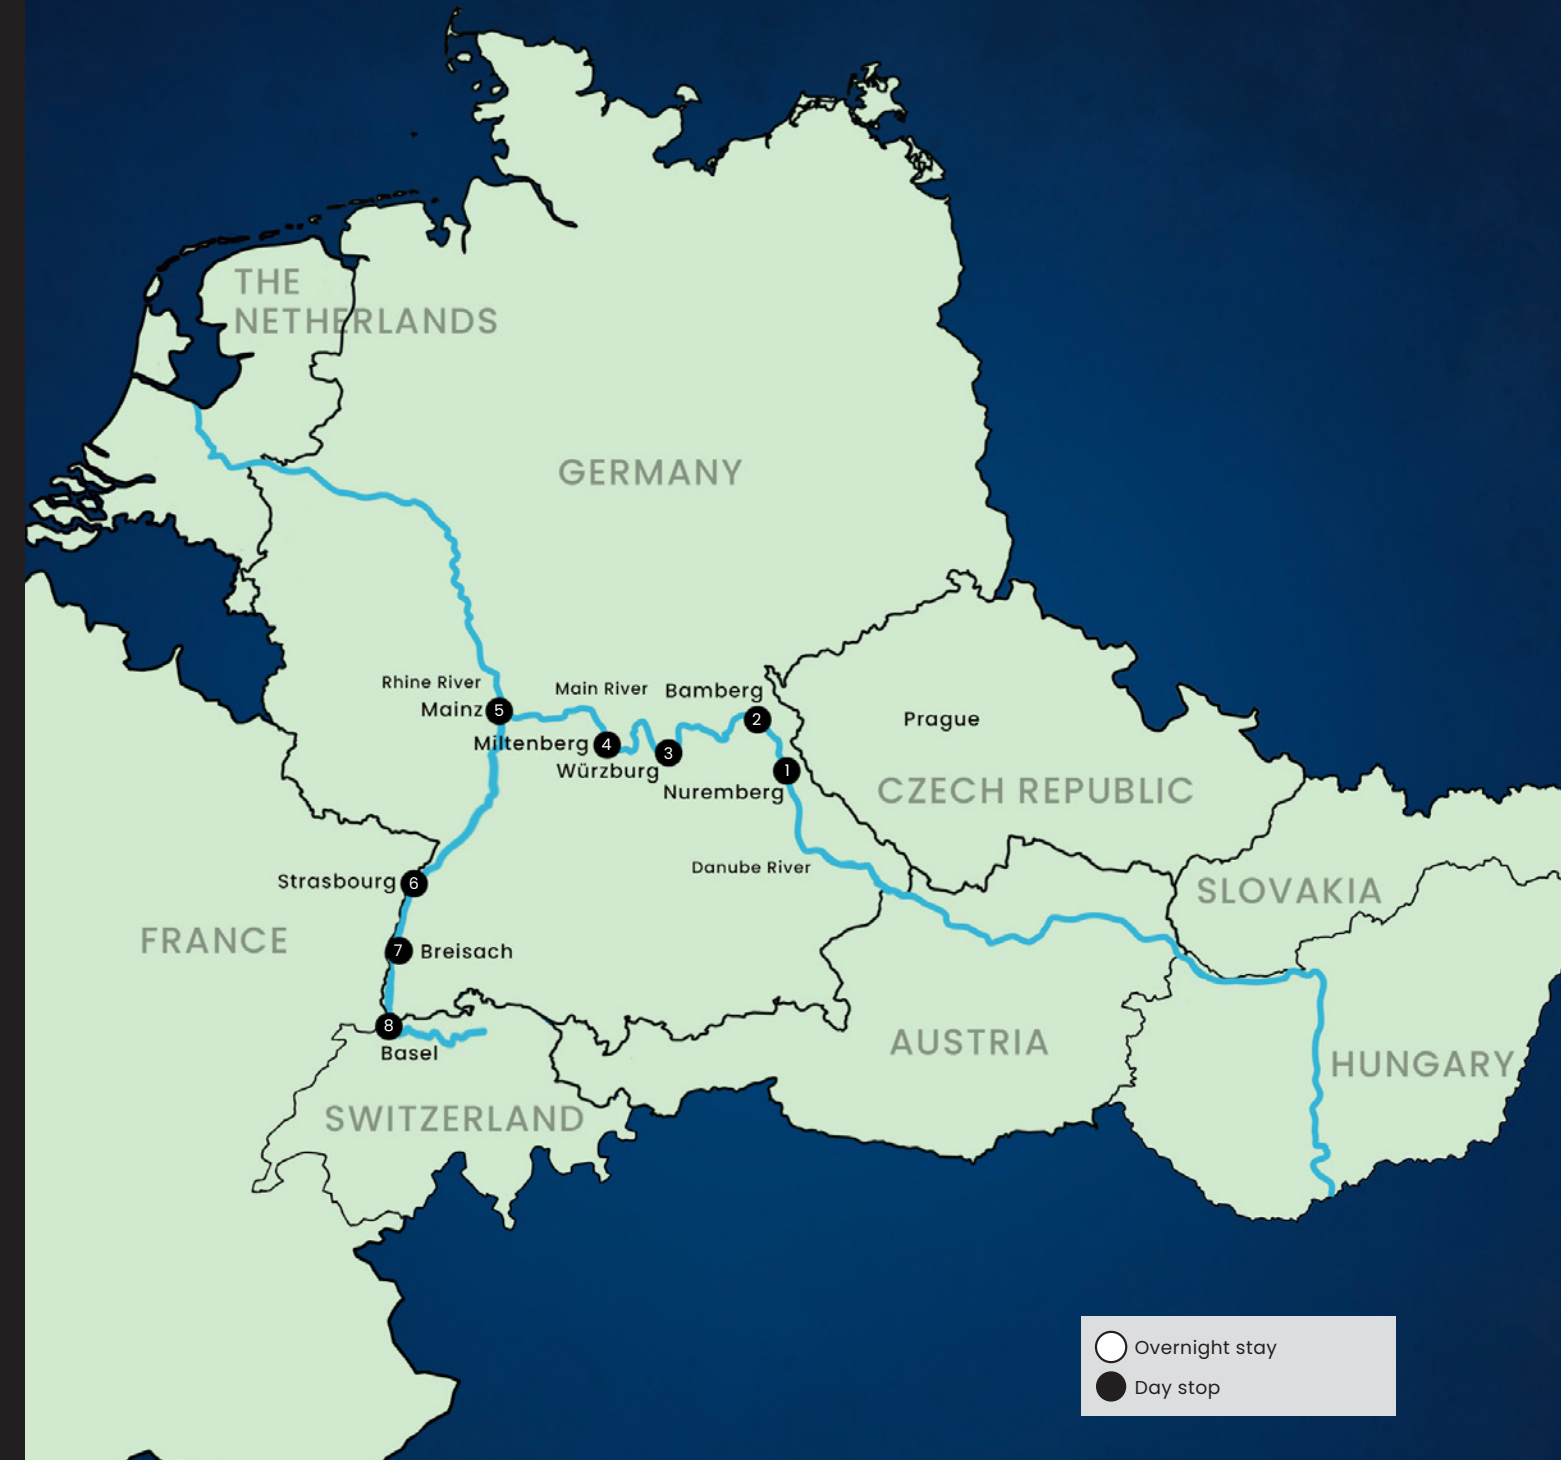 THE
NETHERLANDS
GERMANY
Rhine River
Main River
Bamberg
Mainz
5
2
Prague
Miltenberg
4
3
Würzburg
1
Nuremberg
CZECH REPUBLIC
Danube River
Strasbourg
6
SLOVAKIA
FRANCE
7
Breisach
8
Basel
AUSTRIA
HUNGARY
SWITZERLAND
Overnight stay
Day stop